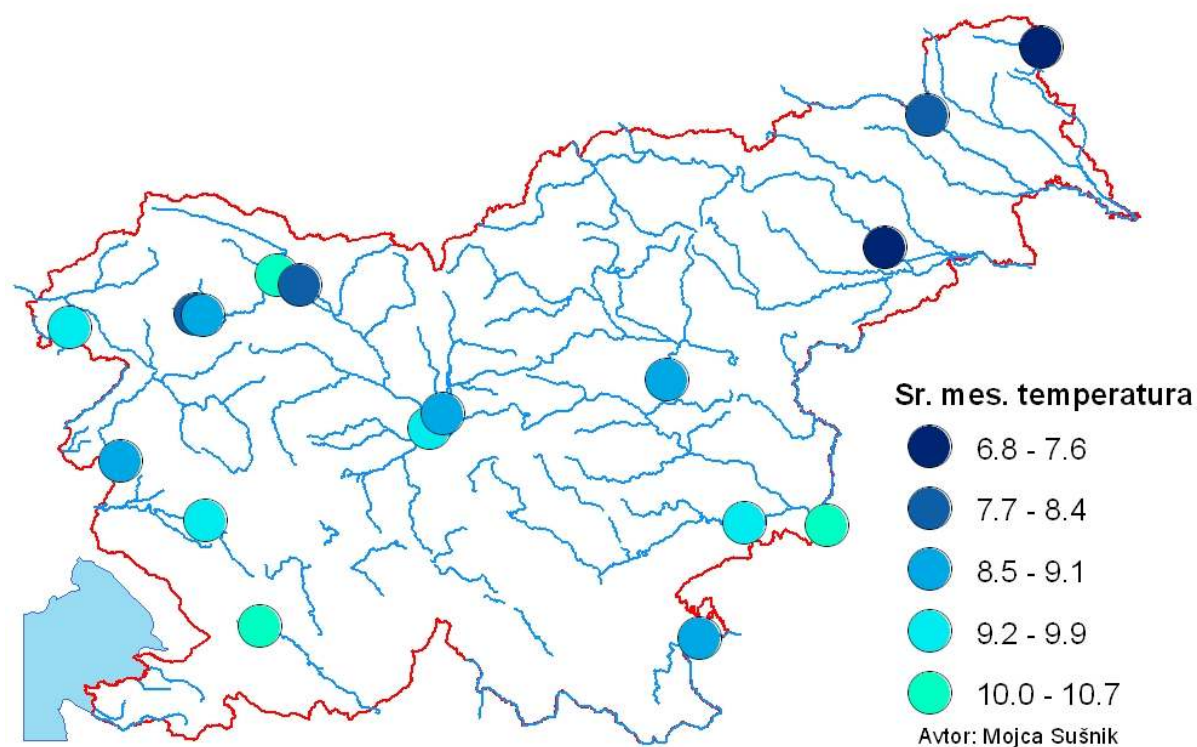 Sr. mes. temperatura
6.8 - 7.6
7.7 - 8.4
8.5 - 9.1
9.2 - 9.9
10.0 - 10.7
Avtor: Mojca Sušnik